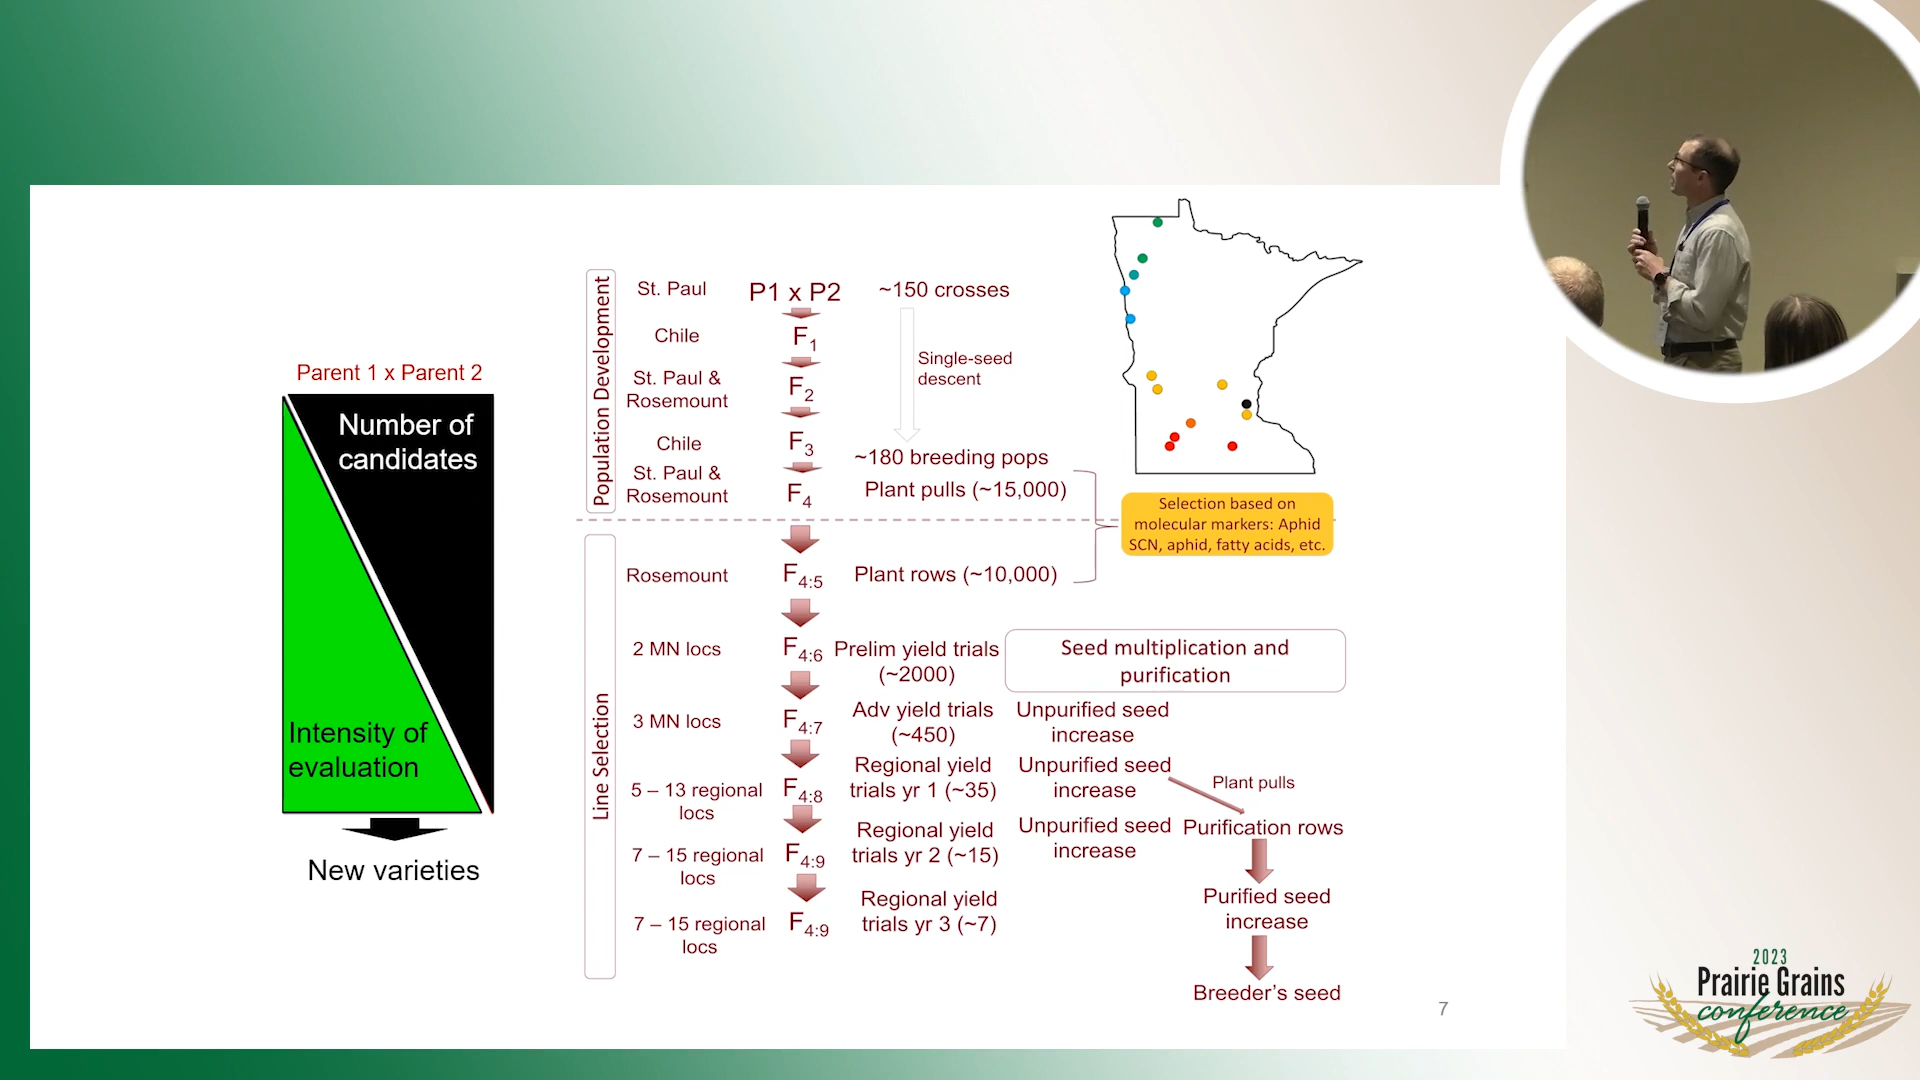 Parent 1 x Parent 2
Number of
candidates
Intensity of
evaluation
New varieties
Population Development
St. Paul
P1 x P2
~150 crosses
Chile
F1
Single-seed
descent
St. Paul &
Rosemount
F2
Chile
F3
~180 breeding pops
St. Paul &
Rosemount
F4
Plant pulls (~15,000)
Selection based on
molecular markers: Aphid
SCN, aphid, fatty acids, etc.
Line Selection
Rosemount
F4:5
Plant rows (~10,000)
2 MN locs
F4:6
Prelim yield trials
(~2000)
Seed multiplication and
purification
3 MN locs
F4:7
Adv yield trials
(~450)
Unpurified seed
increase
5 – 13 regional
locs
F4:8
Regional yield
trials yr 1 (~35)
Unpurified seed
increase
Plant pulls
7 – 15 regional
locs
F4:9
Regional yield
trials yr 2 (~15)
Unpurified seed
increase
Purification rows
7 – 15 regional
locs
F4:9
Regional yield
trials yr 3 (~7)
Purified seed
increase
Breeder's seed
7
2023
Prairie Grains
conference